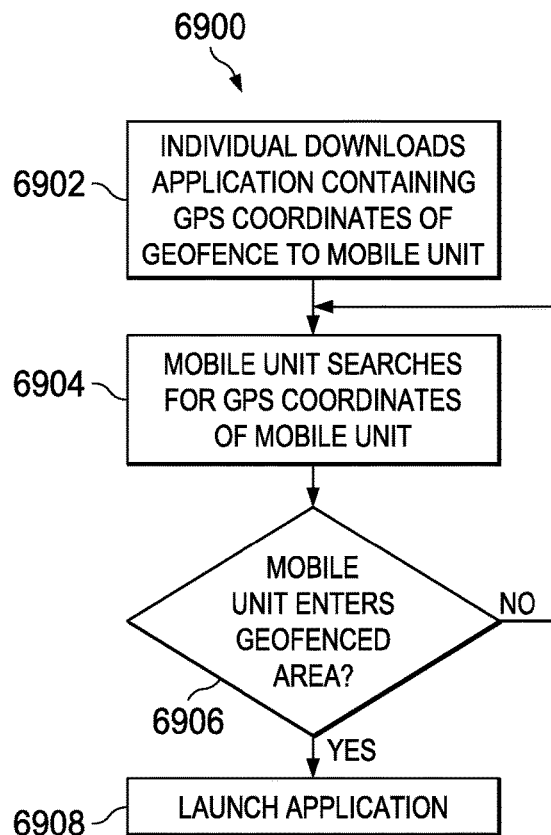 6900
6902
INDIVIDUAL DOWNLOADS
APPLICATION CONTAINING
GPS COORDINATES OF
GEOFENCE TO MOBILE UNIT
6904
MOBILE UNIT SEARCHES
FOR GPS COORDINATES
OF MOBILE UNIT
MOBILE
UNIT ENTERS
GEOFENCED
AREA?
NO
6906
YES
6908
LAUNCH APPLICATION